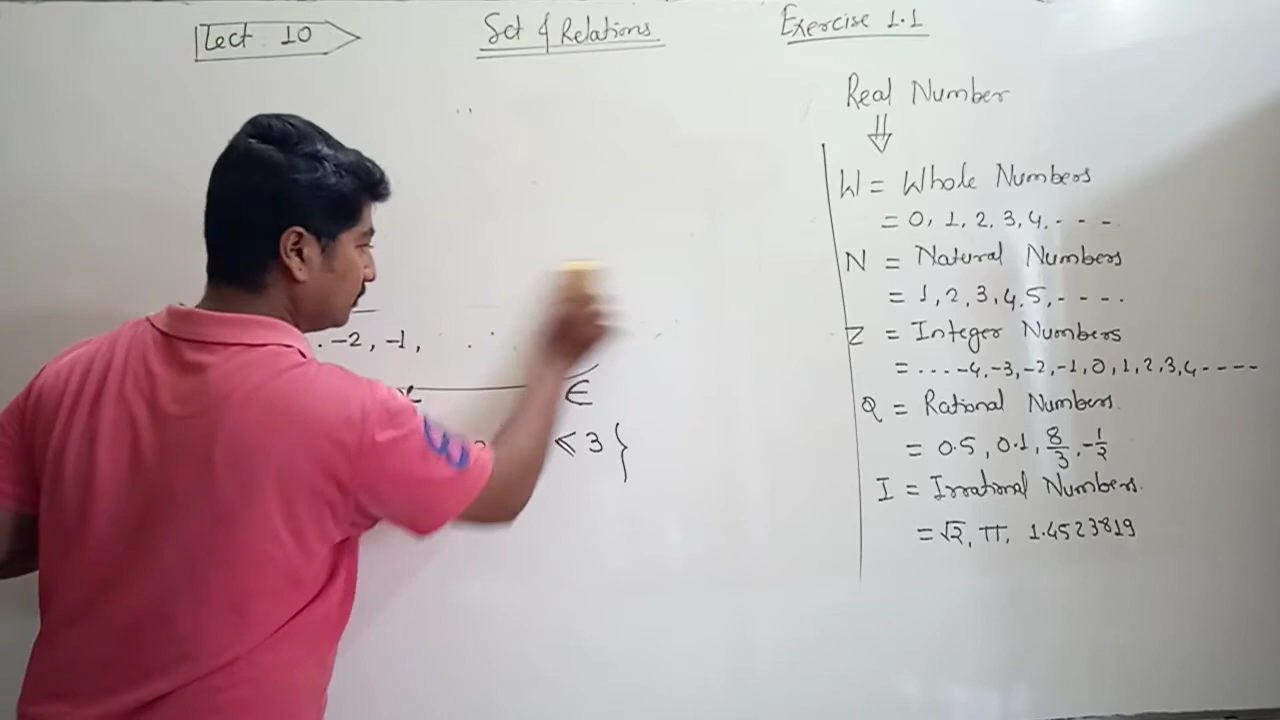 Lect 10
Set & Relations
Exercise 1.1
Real Number
⇓
W = Whole Numbers
= 0, 1, 2, 3, 4, - - -
N = Natural Numbers
= 1, 2, 3, 4, 5, - - - -
Z = Integer Numbers
= ....-4,-3,-2,-1,0,1,2,3,4----
Q = Rational Numbers.
= 0.5, 0.1, 8/3, -1/2
I = Irrational Numbers.
= √2, π, 1.4523819
. -2, -1,
∈
≤ 3 }